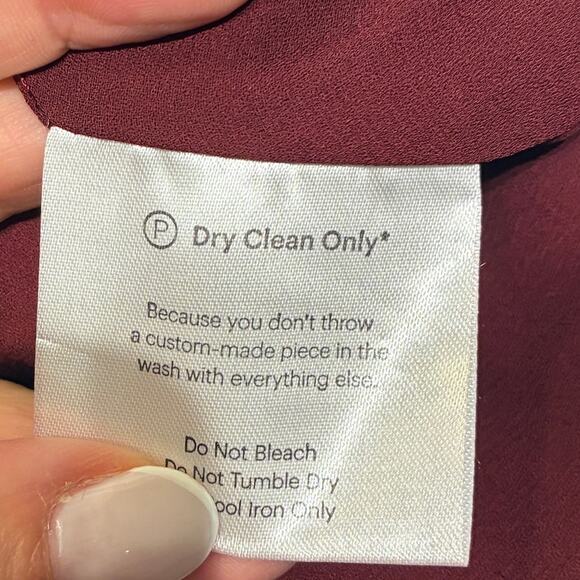 P Dry Clean Only*
Because you don't throw
a custom-made piece in the
wash with everything else.
Do Not Bleach
Do Not Tumble Dry
ool Iron Only